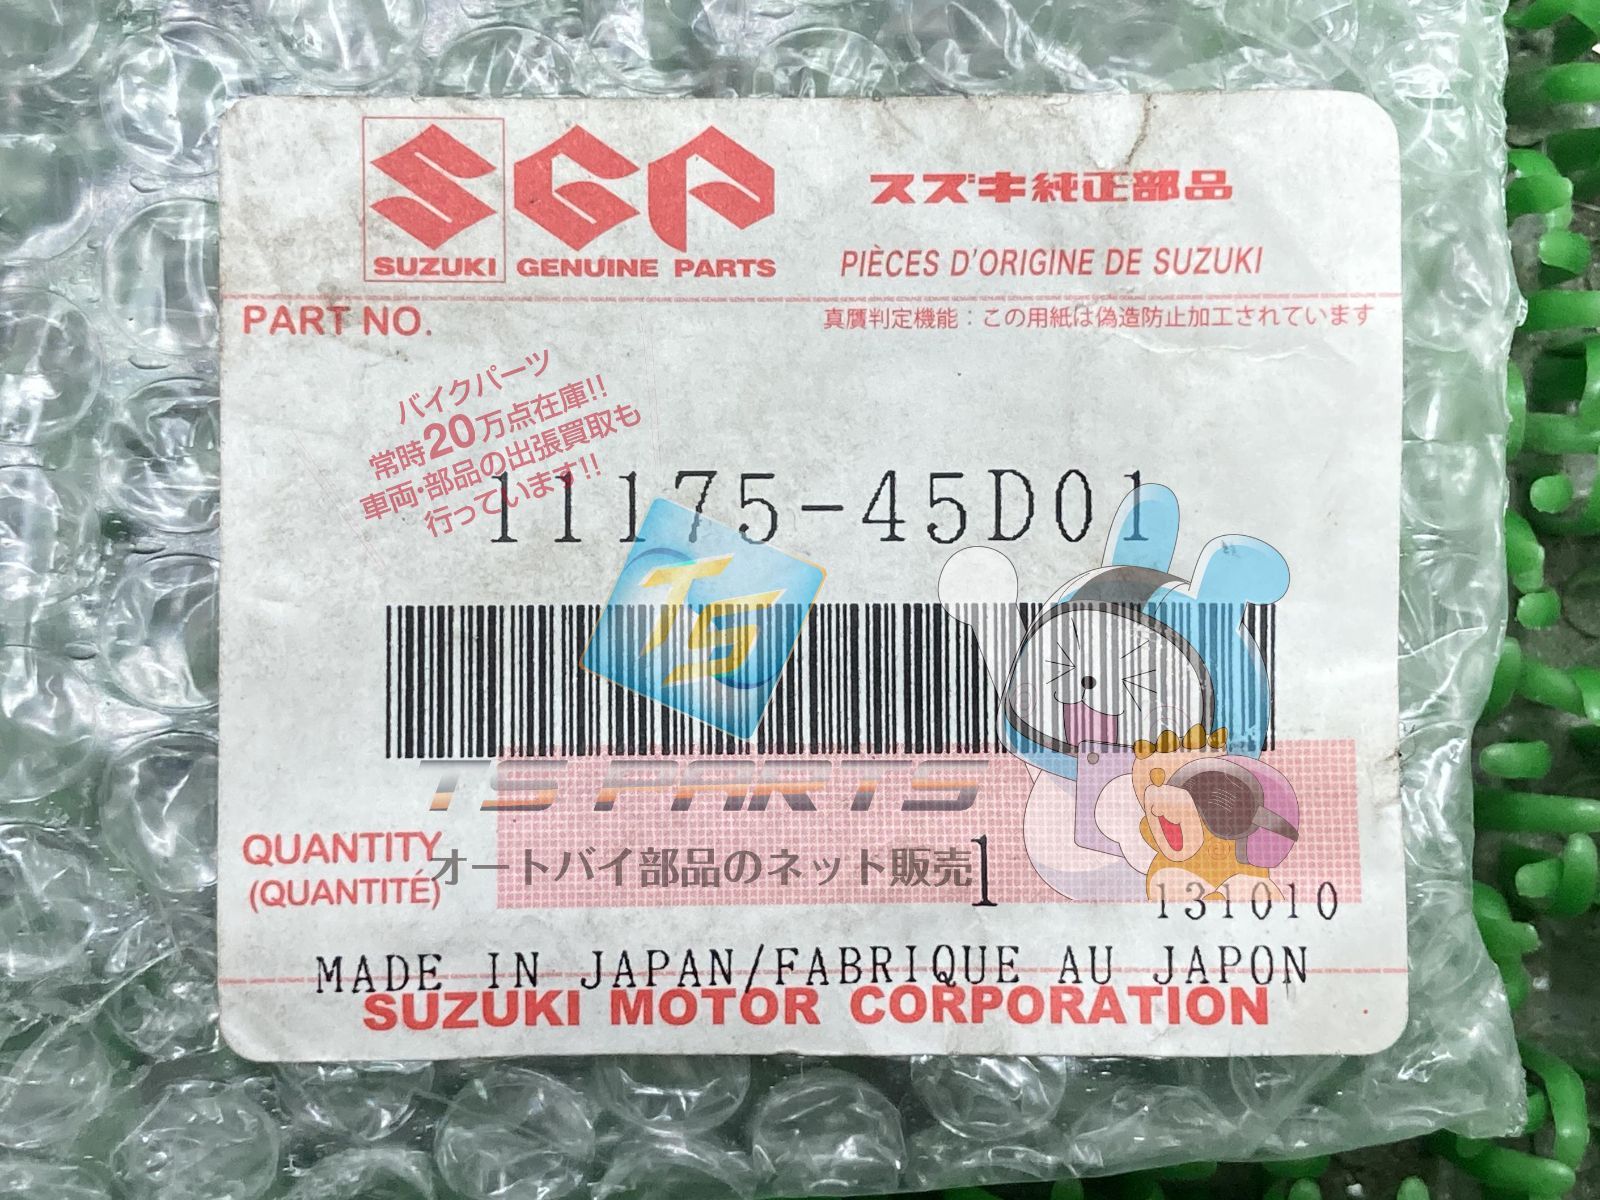 SUZUKI
SGP
GENUINE PARTS
スズキ純正部品
PIÈCES D'ORIGINE DE SUZUKI
PART NO.
真贋判定機能：この用紙は偽造防止加工されています
バイクパーツ
常時20万点在庫!!
車両・部品の出張買取も
行っています!!
11175-45D01
TS
TS PARTS
オートバイ部品のネット販売
QUANTITY
(QUANTITÉ)
1
131010
MADE IN JAPAN/FABRIQUE AU JAPON
SUZUKI MOTOR CORPORATION